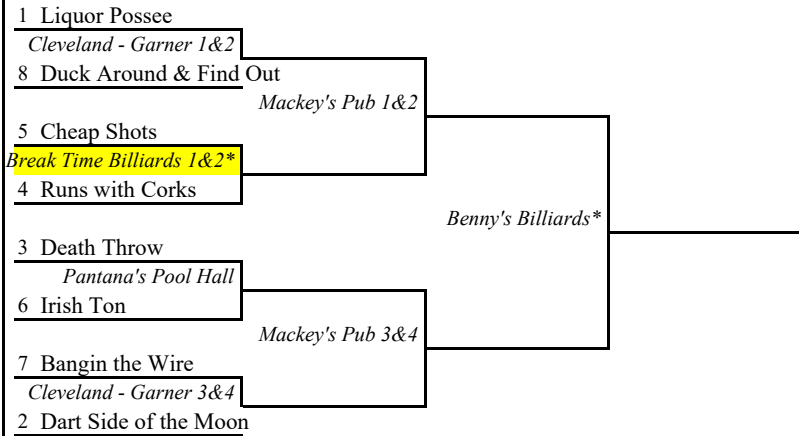 1 Liquor Possee
Cleveland - Garner 1&2
8 Duck Around & Find Out
Mackey's Pub 1&2
5 Cheap Shots
Break Time Billiards 1&2*
4 Runs with Corks
Benny's Billiards*
3 Death Throw
Pantana's Pool Hall
6 Irish Ton
Mackey's Pub 3&4
7 Bangin the Wire
Cleveland - Garner 3&4
2 Dart Side of the Moon